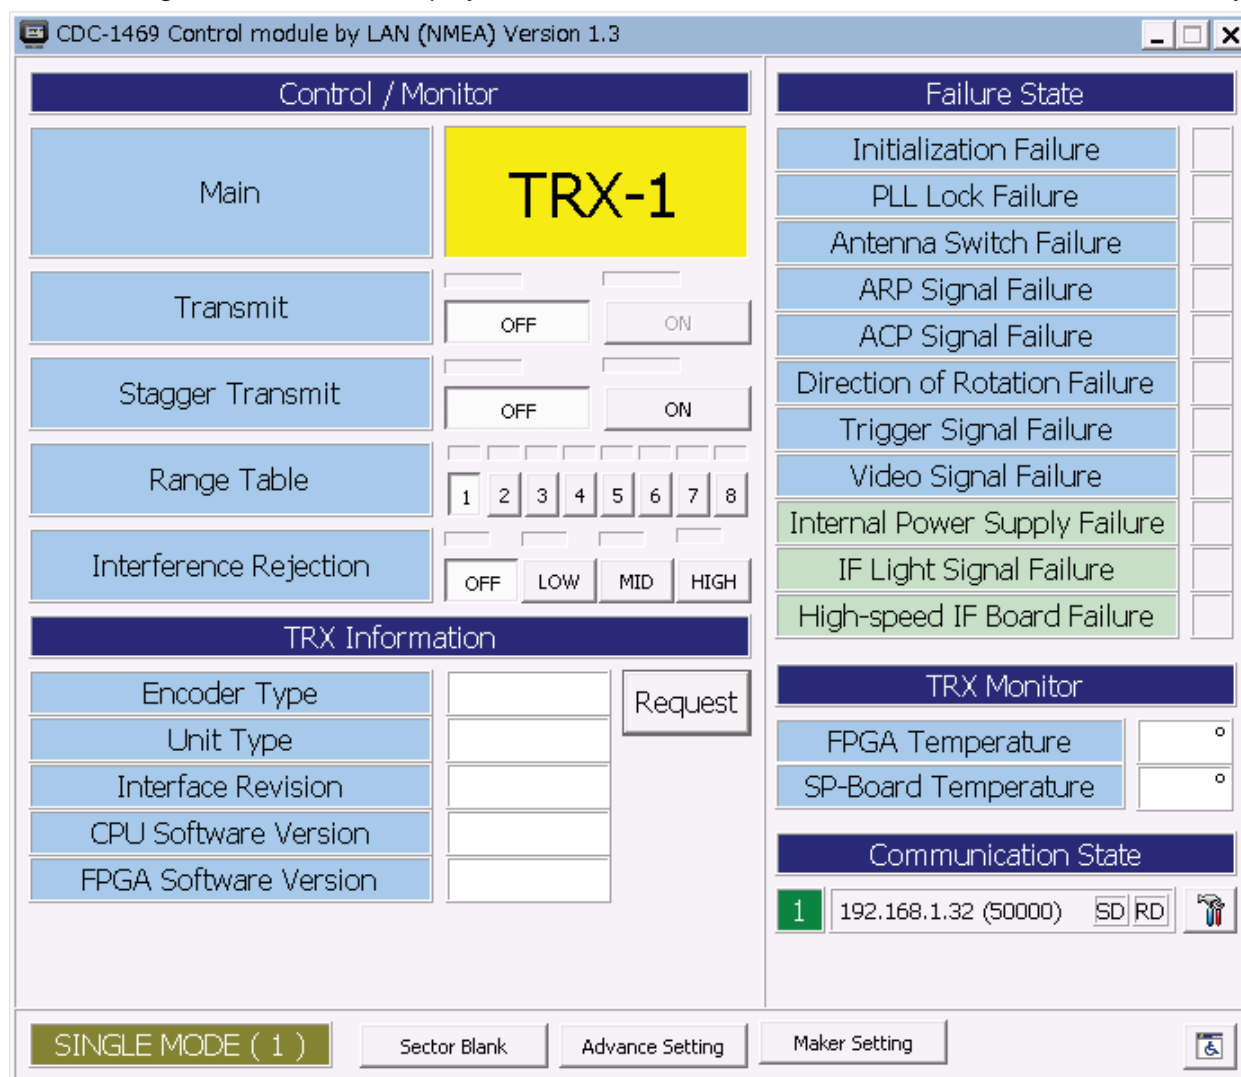 CDC-1469 Control module by LAN (NMEA) Version 1.3
Control / Monitor
Main
TRX-1
Transmit
OFF ON
Stagger Transmit
OFF ON
Range Table
1 2 3 4 5 6 7 8
Interference Rejection
OFF LOW MID HIGH
TRX Information
Encoder Type
Request
Unit Type
Interface Revision
CPU Software Version
FPGA Software Version
Failure State
Initialization Failure
PLL Lock Failure
Antenna Switch Failure
ARP Signal Failure
ACP Signal Failure
Direction of Rotation Failure
Trigger Signal Failure
Video Signal Failure
Internal Power Supply Failure
IF Light Signal Failure
High-speed IF Board Failure
TRX Monitor
FPGA Temperature °
SP-Board Temperature °
Communication State
1 192.168.1.32 (50000) SD RD
SINGLE MODE ( 1 ) Sector Blank Advance Setting Maker Setting